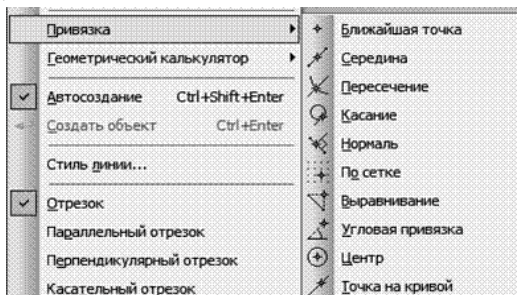 Привязка
Геометрический калькулятор
Автосоздание Ctrl+Shift+Enter
Создать объект Ctrl+Enter
Стиль линии...
Отрезок
Параллельный отрезок
Перпендикулярный отрезок
Касательный отрезок
Ближайшая точка
Середина
Пересечение
Касание
Нормаль
По сетке
Выравнивание
Угловая привязка
Центр
Точка на кривой